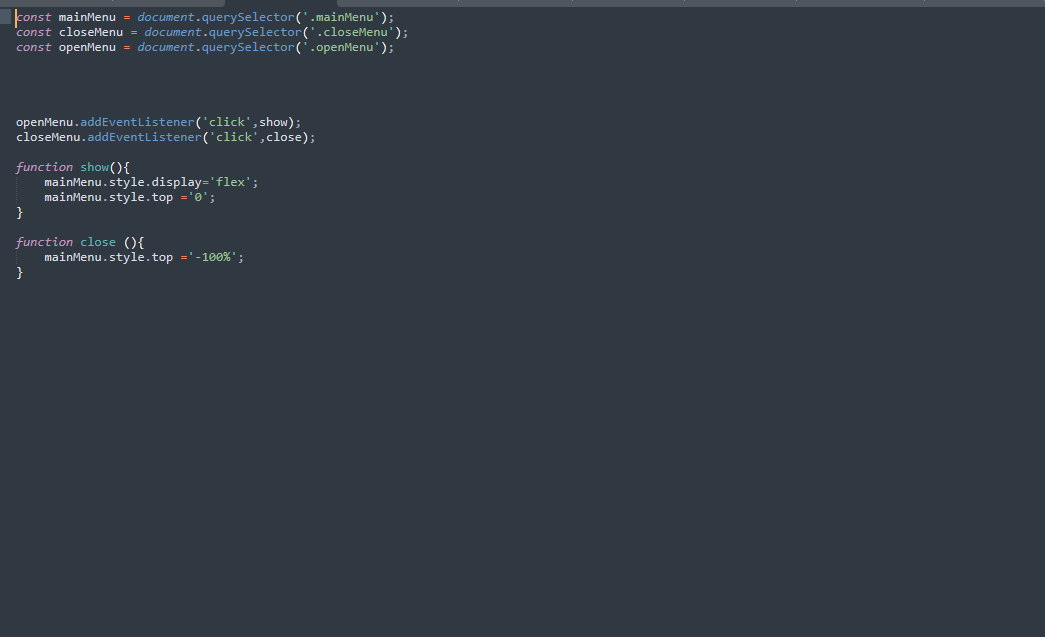 const mainMenu = document.querySelector('.mainMenu');
const closeMenu = document.querySelector('.closeMenu');
const openMenu = document.querySelector('.openMenu');
openMenu.addEventListener('click',show);
closeMenu.addEventListener('click',close);
function show(){
    mainMenu.style.display='flex';
    mainMenu.style.top ='0';
}
function close (){
    mainMenu.style.top ='-100%';
}